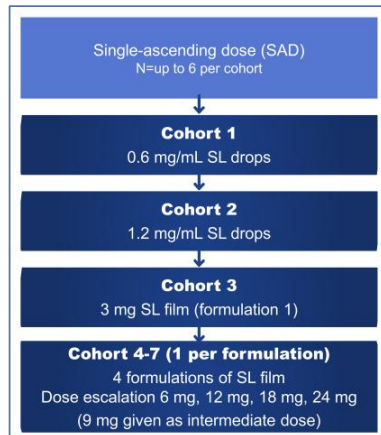 Single-ascending dose (SAD)
N=up to 6 per cohort
Cohort 1
0.6 mg/mL SL drops
Cohort 2
1.2 mg/mL SL drops
Cohort 3
3 mg SL film (formulation 1)
Cohort 4-7 (1 per formulation)
4 formulations of SL film
Dose escalation 6 mg, 12 mg, 18 mg, 24 mg
(9 mg given as intermediate dose)